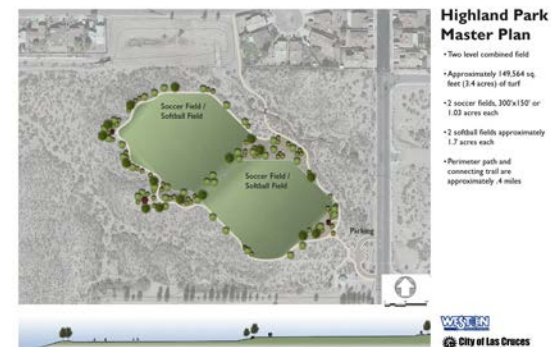 Highland Park
Master Plan
• Two level combined field
• Approximately 149,564 sq.
feet (3.4 acres) of turf
• 2 soccer fields, 300'x150' or
1.03 acres each
• 2 softball fields approximately
1.7 acres each
• Perimeter path and
connecting trail are
approximately .4 miles
Soccer Field /
Softball Field
Soccer Field /
Softball Field
Parking
City of Las Cruces